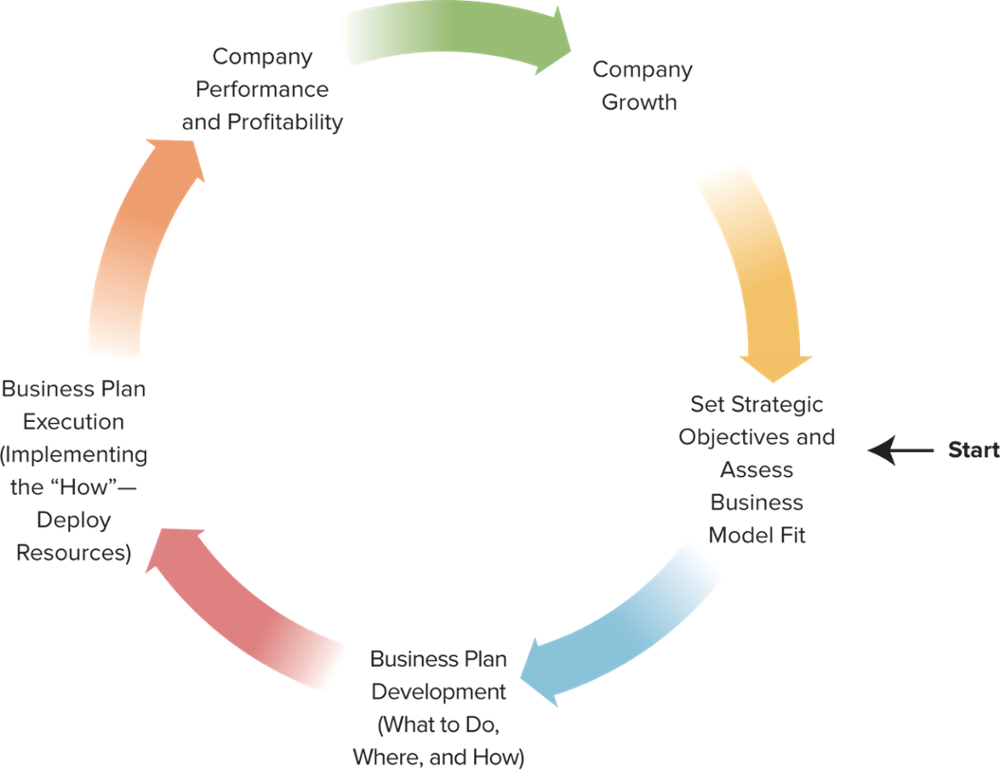 Company
Performance
and Profitability
Company
Growth
Set Strategic
Objectives and
Assess
Business
Model Fit
Start
Business Plan
Development
(What to Do,
Where, and How)
Business Plan
Execution
(Implementing
the “How”—
Deploy
Resources)